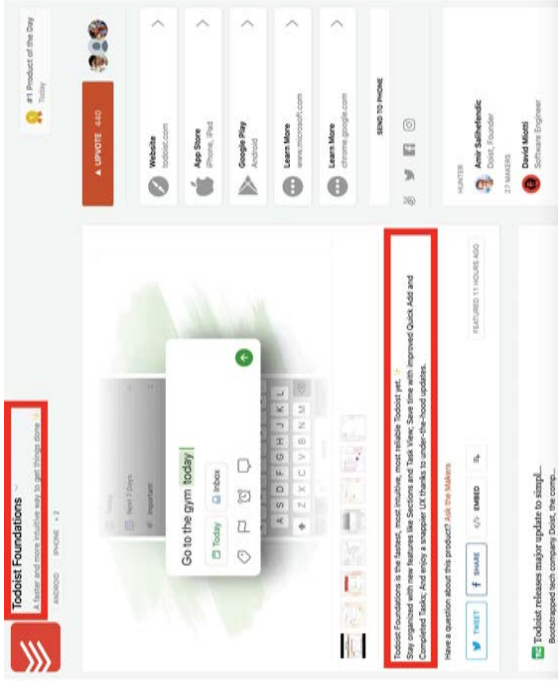 Todoist Foundations
A faster and more intuitive way to get things done
ANDROID IPHONE + 2
#1 Product of the Day
Today
Next 7 Days
Important
Go to the gym today
Today Inbox
A S D F G H J K L
Z X C V B N M
Todoist Foundations is the fastest, most intuitive, most reliable Todoist yet.
Stay organized with new features like Sections and Task View; Save time with improved Quick Add and
Completed Tasks; And enjoy a snappier UX thanks to under-the-hood updates.
Have a question about this product? Ask the Makers
TWEET SHARE </> EMBED FEATURED 11 HOURS AGO
Todoist releases major update to simpl...
Bootstrapped tech company Doist, the comp...
UPVOTE 440
Website
todoist.com
App Store
iPhone, iPad
Google Play
Android
Learn More
www.microsoft.com
Learn More
chrome.google.com
SEND TO PHONE
HUNTER
Amir Salihefendic
Doist, Founder
27 MAKERS
David Miotti
Software Engineer